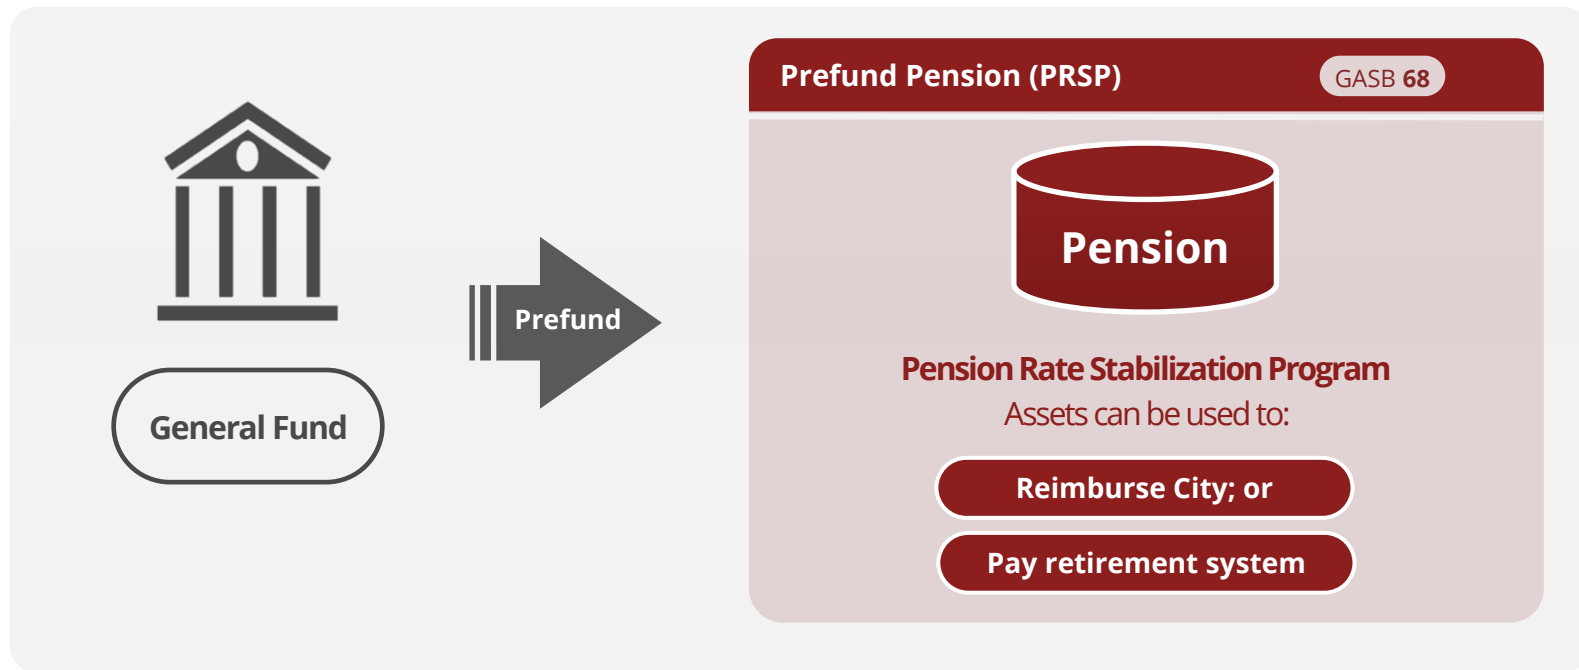 General Fund
Prefund
Prefund Pension (PRSP)
GASB 68
Pension
Pension Rate Stabilization Program
Assets can be used to:
Reimburse City; or
Pay retirement system